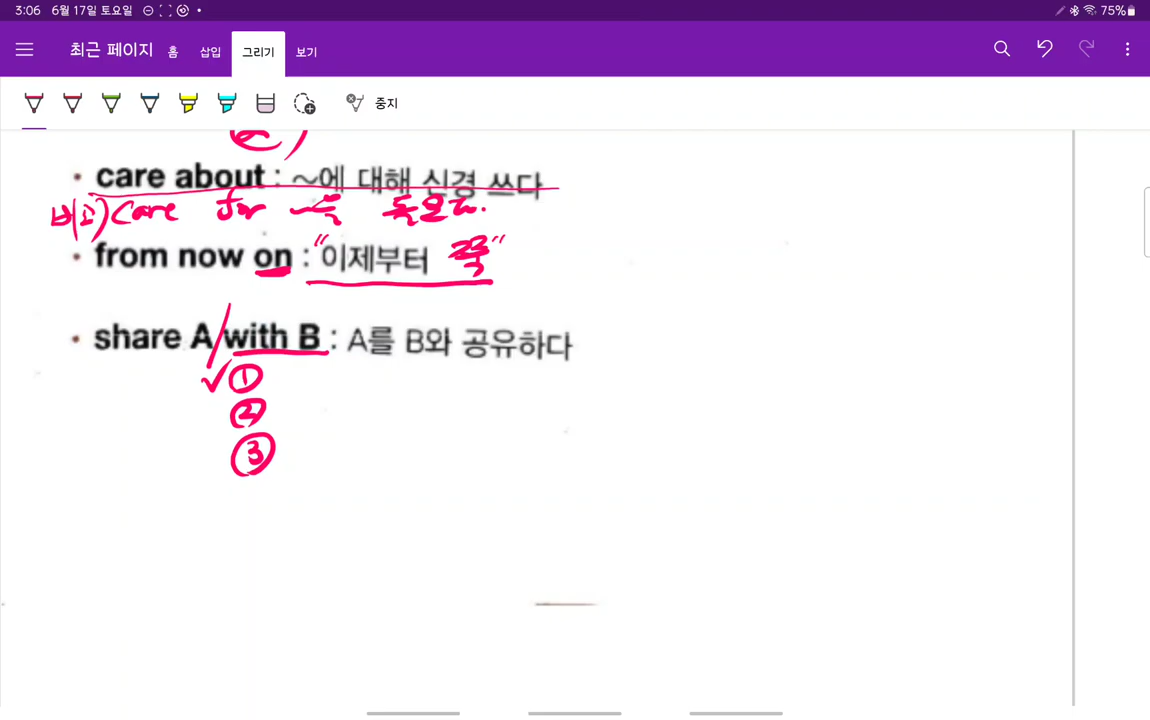 3:06 6월 17일 토요일 75%
최근 페이지 홈 삽입 그리기 보기
중지
• care about : ~에 대해 신경 쓰다
비교) care for ~를 돌보다.
• from now on : "이제부터 쭉"
• share A / with B : A를 B와 공유하다
✓ ①
②
③